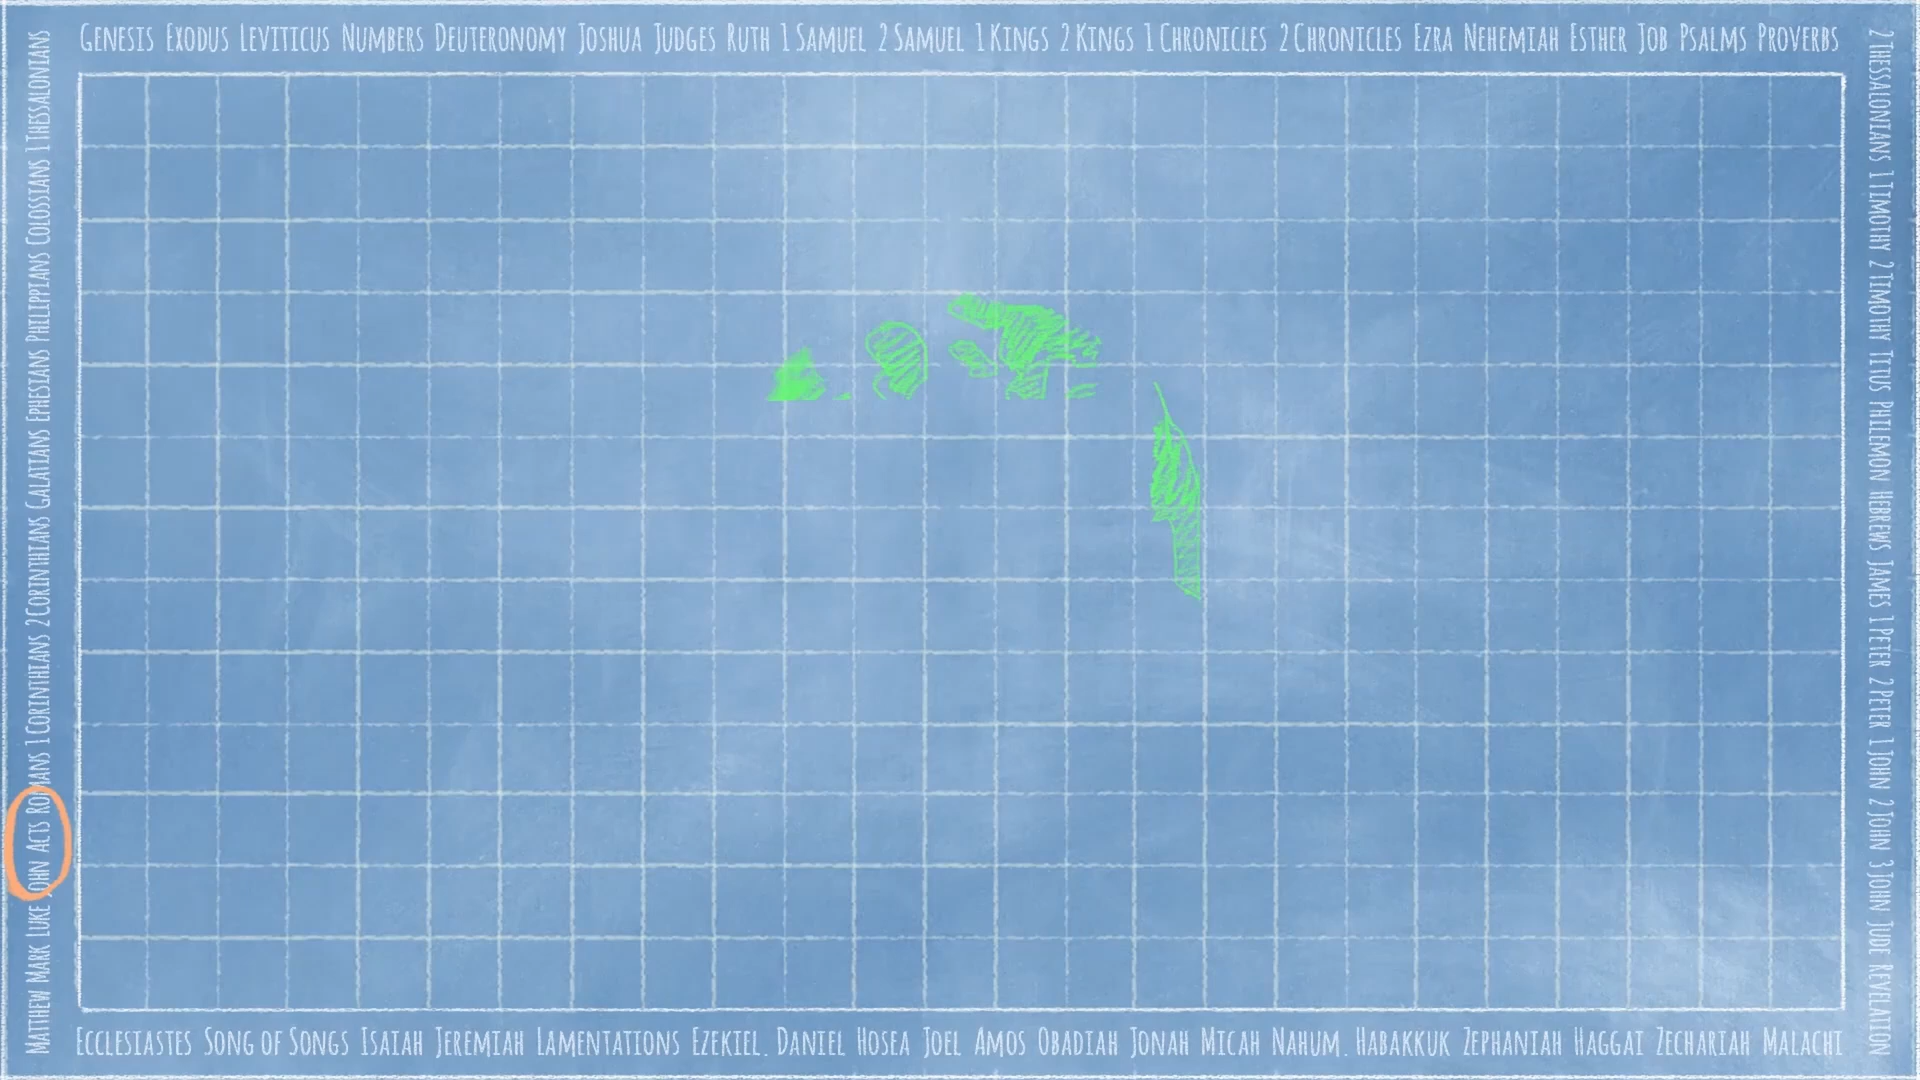 Genesis Exodus Leviticus Numbers Deuteronomy Joshua Judges Ruth 1 Samuel 2 Samuel 1 Kings 2 Kings 1 Chronicles 2 Chronicles Ezra Nehemiah Esther Job Psalms Proverbs
Ecclesiastes Song of Songs Isaiah Jeremiah Lamentations Ezekiel. Daniel Hosea Joel Amos Obadiah Jonah Micah Nahum. Habakkuk Zephaniah Haggai Zechariah Malachi
Matthew Mark Luke John Acts Romans 1 Corinthians 2 Corinthians Galatians Ephesians Philippians Colossians 1 Thessalonians
2 Thessalonians 1 Timothy 2 Timothy Titus Philemon Hebrews James 1 Peter 2 Peter 1 John 2 John 3 John Jude Revelation